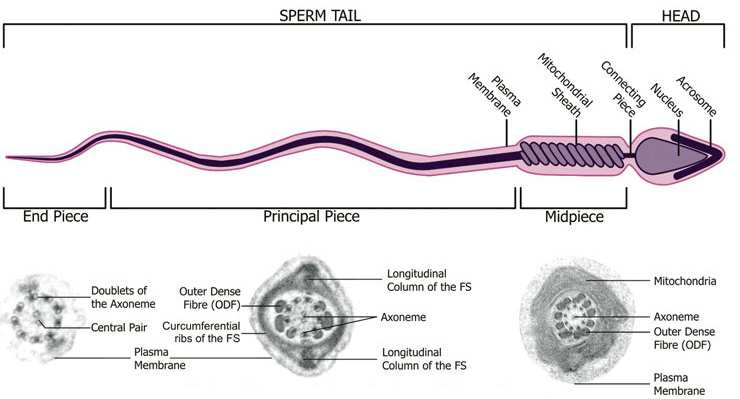 SPERM TAIL
HEAD
Plasma
Membrane
Mitochondrial
Sheath
Connecting
Piece
Nucleus
Acrosome
End Piece
Principal Piece
Midpiece
Doublets of
the Axoneme
Central Pair
Plasma
Membrane
Outer Dense
Fibre (ODF)
Curcumferential
ribs of the FS
Longitudinal
Column of the FS
Axoneme
Longitudinal
Column of the FS
Mitochondria
Axoneme
Outer Dense
Fibre (ODF)
Plasma
Membrane